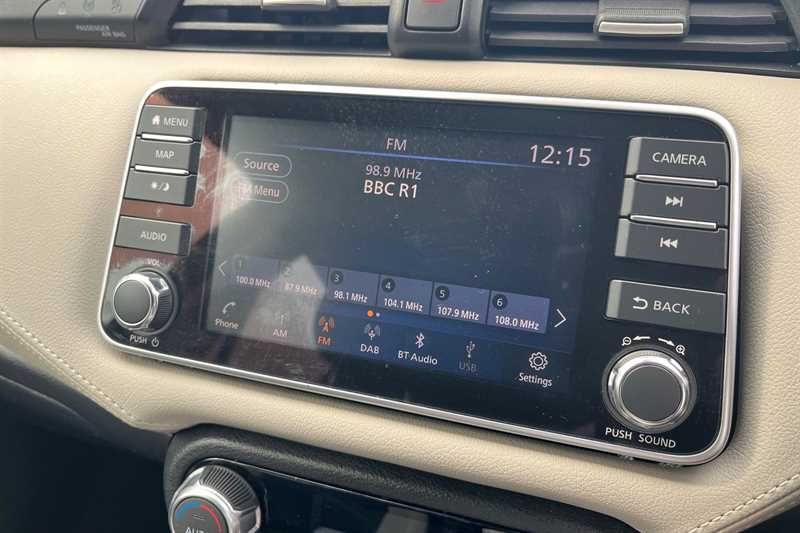 PASSENGER
AIR BAG
MENU
MAP
AUDIO
VOL
PUSH
FM
12:15
Source
98.9 MHz
FM Menu
BBC R1
1
100.0 MHz
2
87.9 MHz
3
98.1 MHz
4
104.1 MHz
5
107.9 MHz
6
108.0 MHz
Phone
AM
FM
DAB
BT Audio
USB
Settings
CAMERA
BACK
PUSH SOUND
AUTO